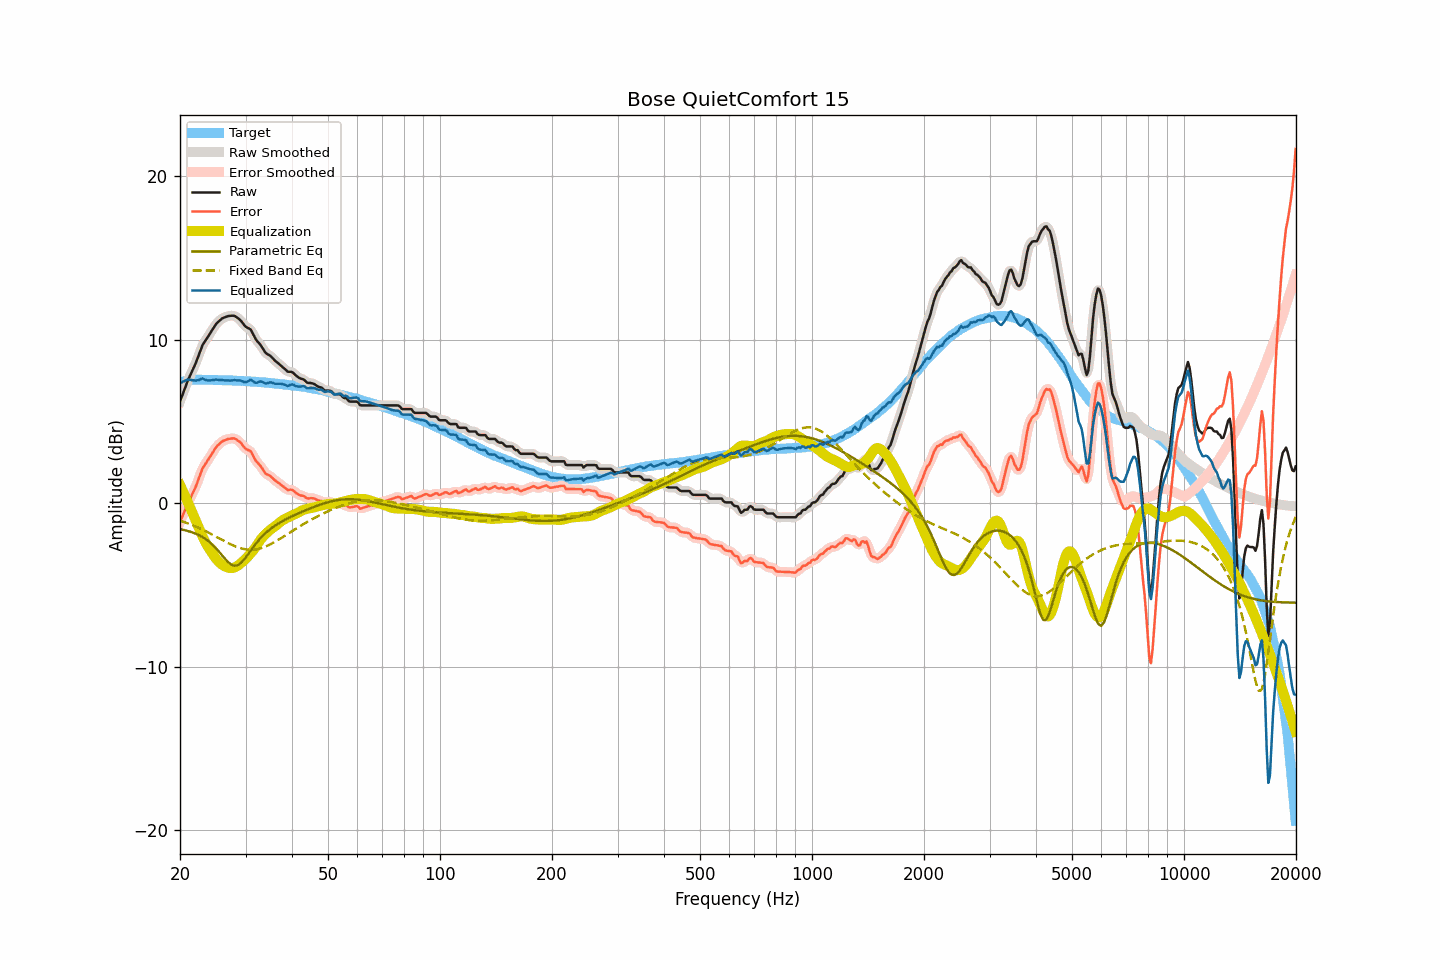 Bose QuietComfort 15
Target
Raw Smoothed
Error Smoothed
Raw
Error
Equalization
Parametric Eq
Fixed Band Eq
Equalized
Amplitude (dBr)
20
10
0
−10
−20
20 50 100 200 500 1000 2000 5000 10000 20000
Frequency (Hz)